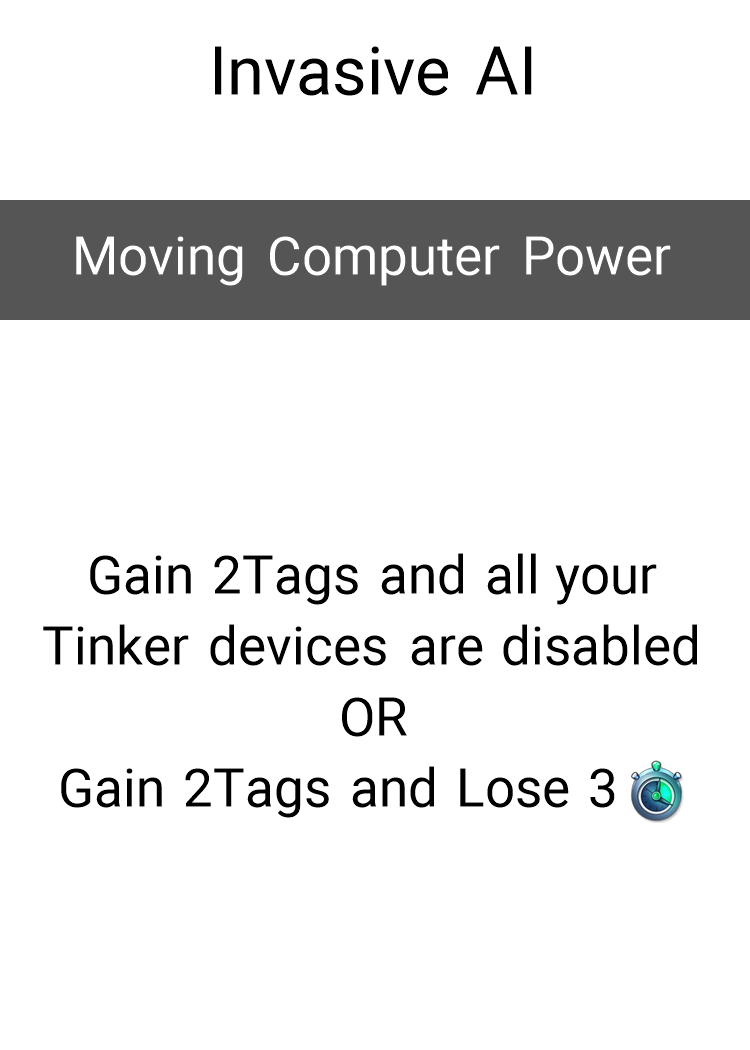 Invasive AI
Moving Computer Power
Gain 2Tags and all your
Tinker devices are disabled
OR
Gain 2Tags and Lose 3